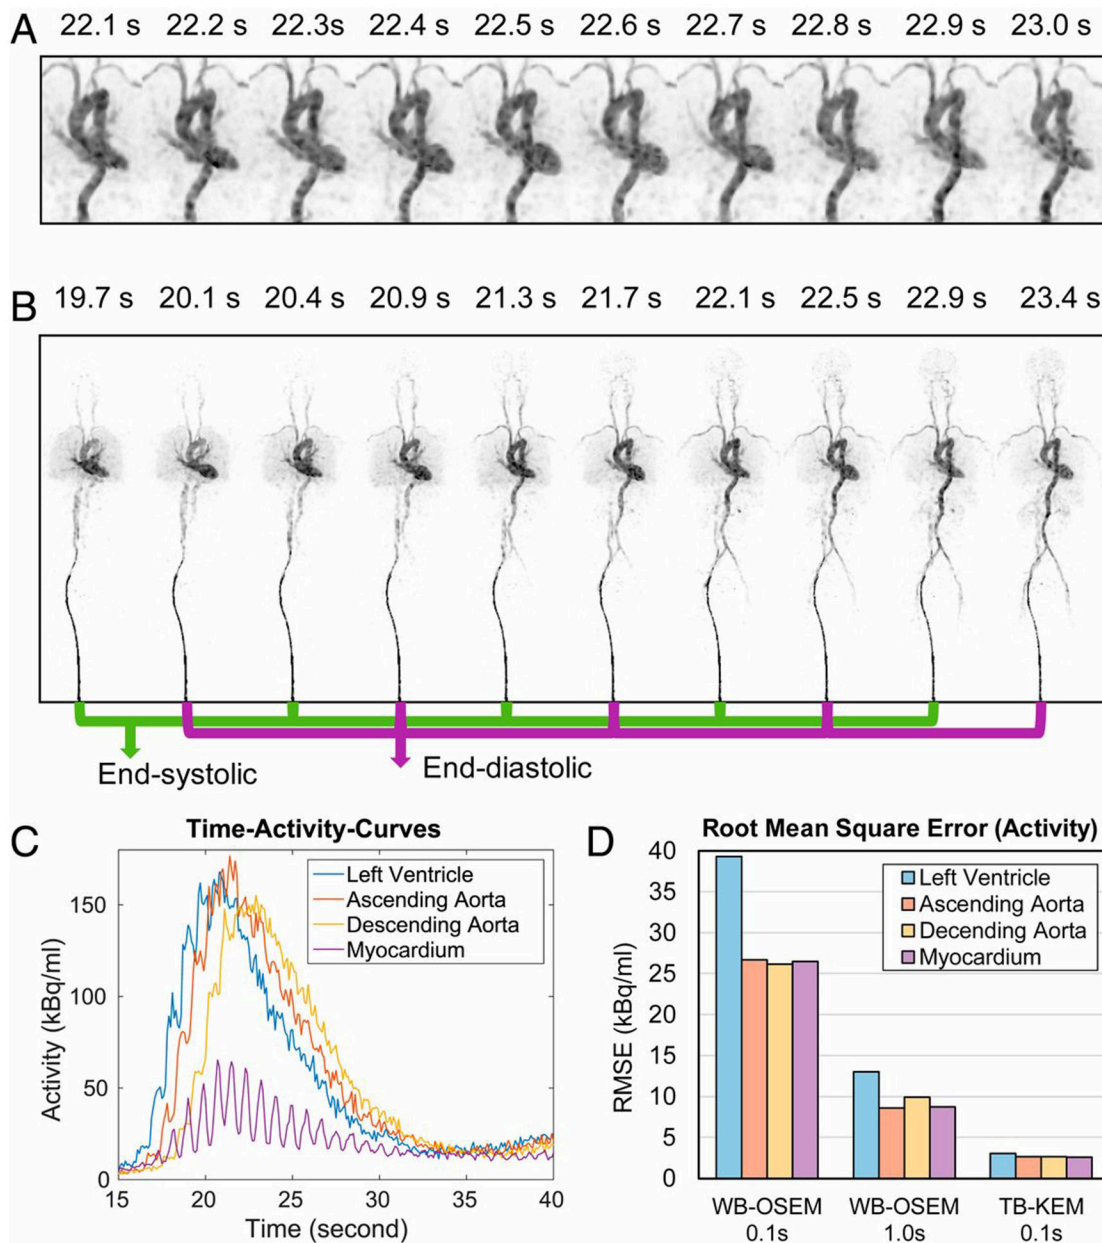 A 22.1 s 22.2 s 22.3s 22.4 s 22.5 s 22.6 s 22.7 s 22.8 s 22.9 s 23.0 s
B 19.7 s 20.1 s 20.4 s 20.9 s 21.3 s 21.7 s 22.1 s 22.5 s 22.9 s 23.4 s
End-systolic
End-diastolic
C
Time-Activity-Curves
Left Ventricle
Ascending Aorta
Descending Aorta
Myocardium
Activity (kBq/ml)
150
100
50
0
15 20 25 30 35 40
Time (second)
D
Root Mean Square Error (Activity)
Left Ventricle
Ascending Aorta
Decending Aorta
Myocardium
RMSE (kBq/ml)
40
35
30
25
20
15
10
5
0
WB-OSEM WB-OSEM TB-KEM
0.1s 1.0s 0.1s